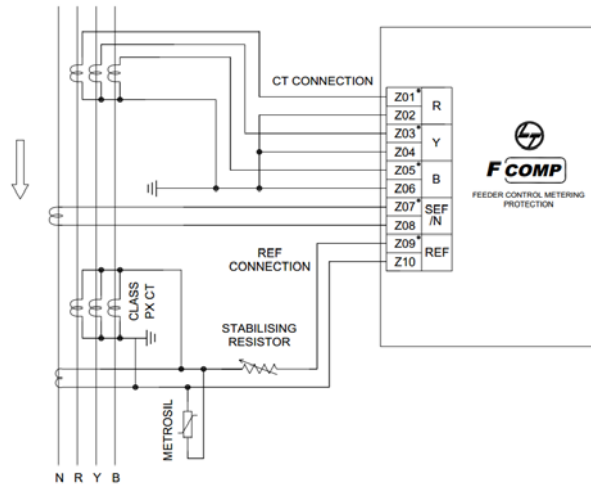 CT CONNECTION
Z01*
R
Z02
Z03*
Y
Z04
Z05*
B
Z06
Z07*
SEF
/N
Z08
Z09*
REF
Z10
F COMP
FEEDER CONTROL METERING
PROTECTION
REF
CONNECTION
CLASS
PX CT
STABILISING
RESISTOR
METROSIL
N R Y B